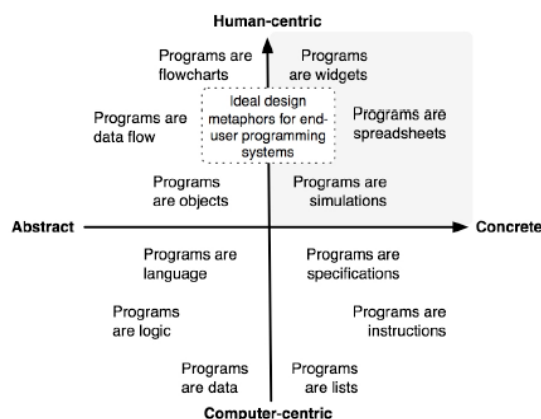 Human-centric
Programs are
flowcharts
Programs
are widgets
Ideal design
metaphors for end-
user programming
systems
Programs are
data flow
Programs are
spreadsheets
Programs
are objects
Programs are
simulations
Abstract
Concrete
Programs are
language
Programs are
specifications
Programs
are logic
Programs are
instructions
Programs
are data
Programs
are lists
Computer-centric